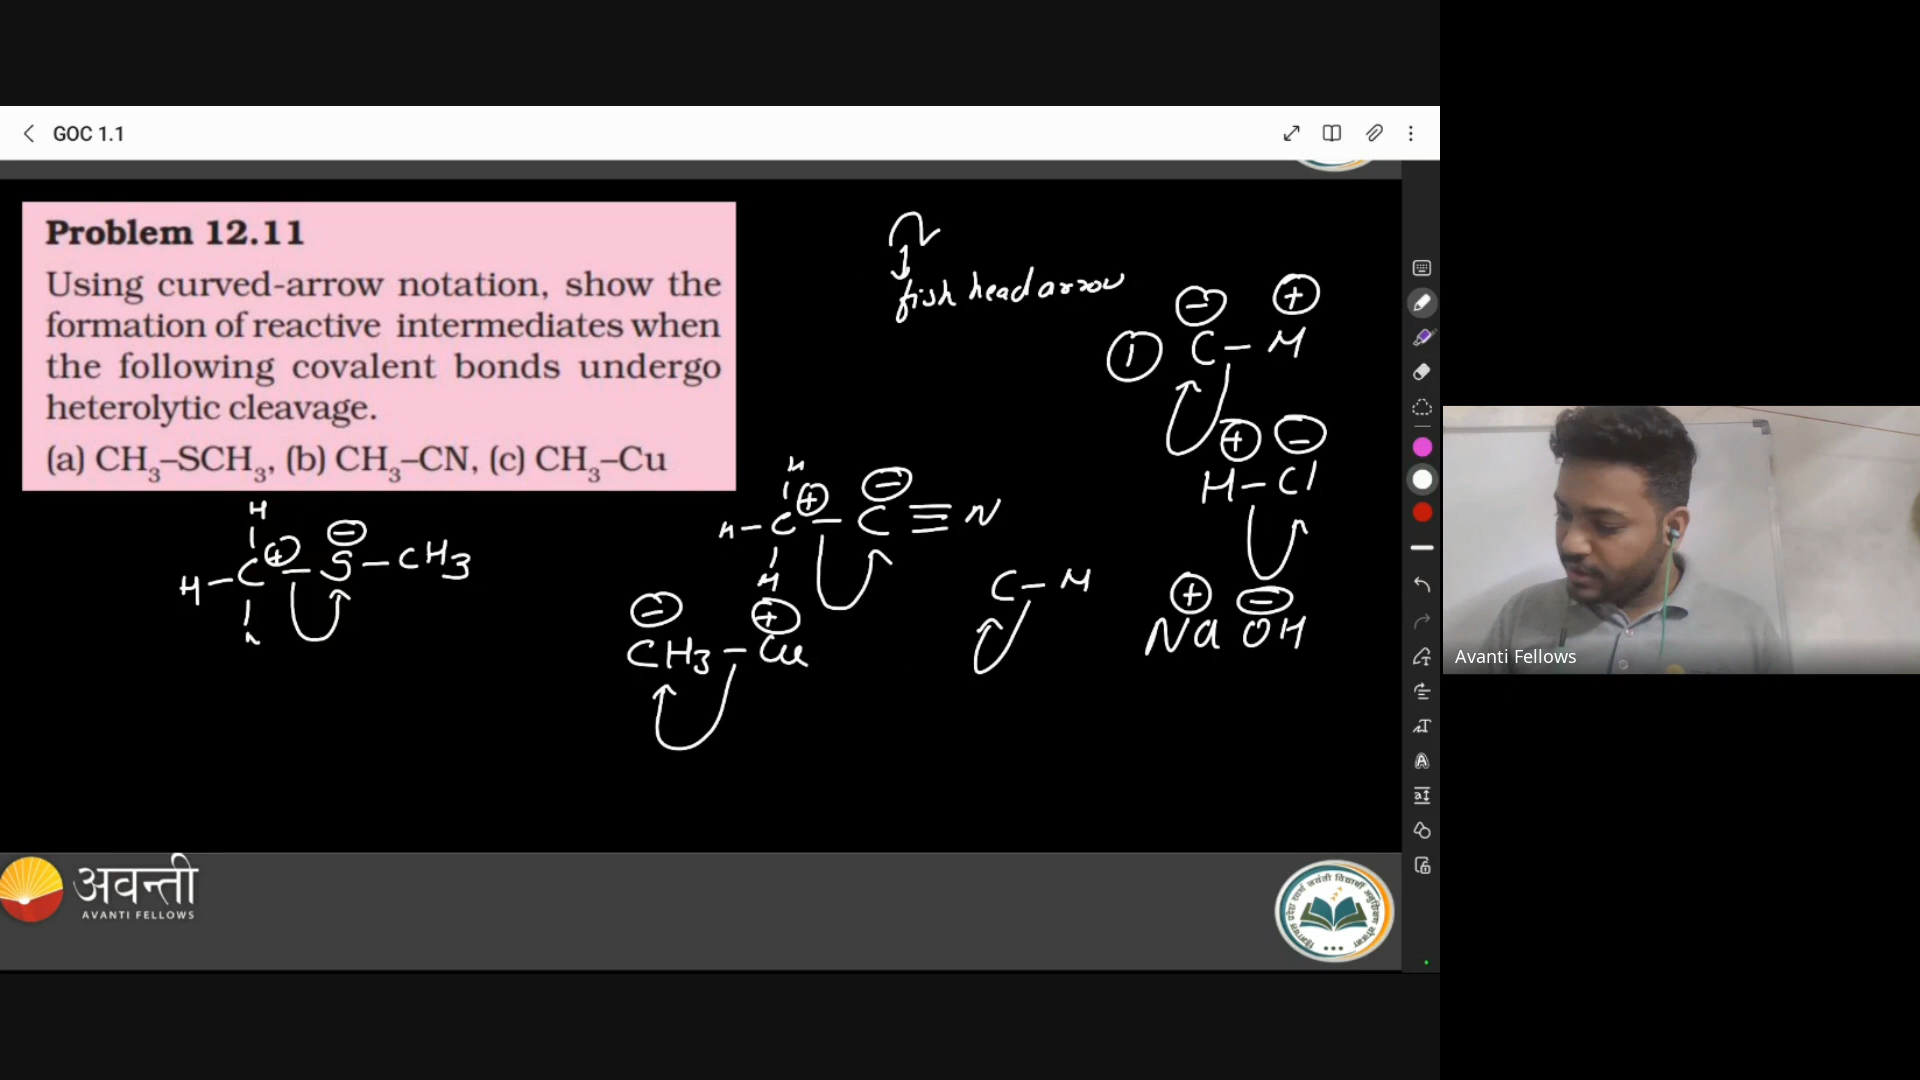 GOC 1.1
Problem 12.11
Using curved-arrow notation, show the
formation of reactive intermediates when
the following covalent bonds undergo
heterolytic cleavage.
(a) CH₃–SCH₃, (b) CH₃–CN, (c) CH₃–Cu
fish head arrow
⊖ ⊕
① C – M
⊕ ⊖
H – Cl
⊕ ⊖
Na OH
H
H – C ⊕ – S ⊖ – CH3
H
H
H – C ⊕ – C ⊖ ≡ N
H
⊖ ⊕
CH3 – Cu
C – M
अवन्ती
AVANTI FELLOWS
Avanti Fellows